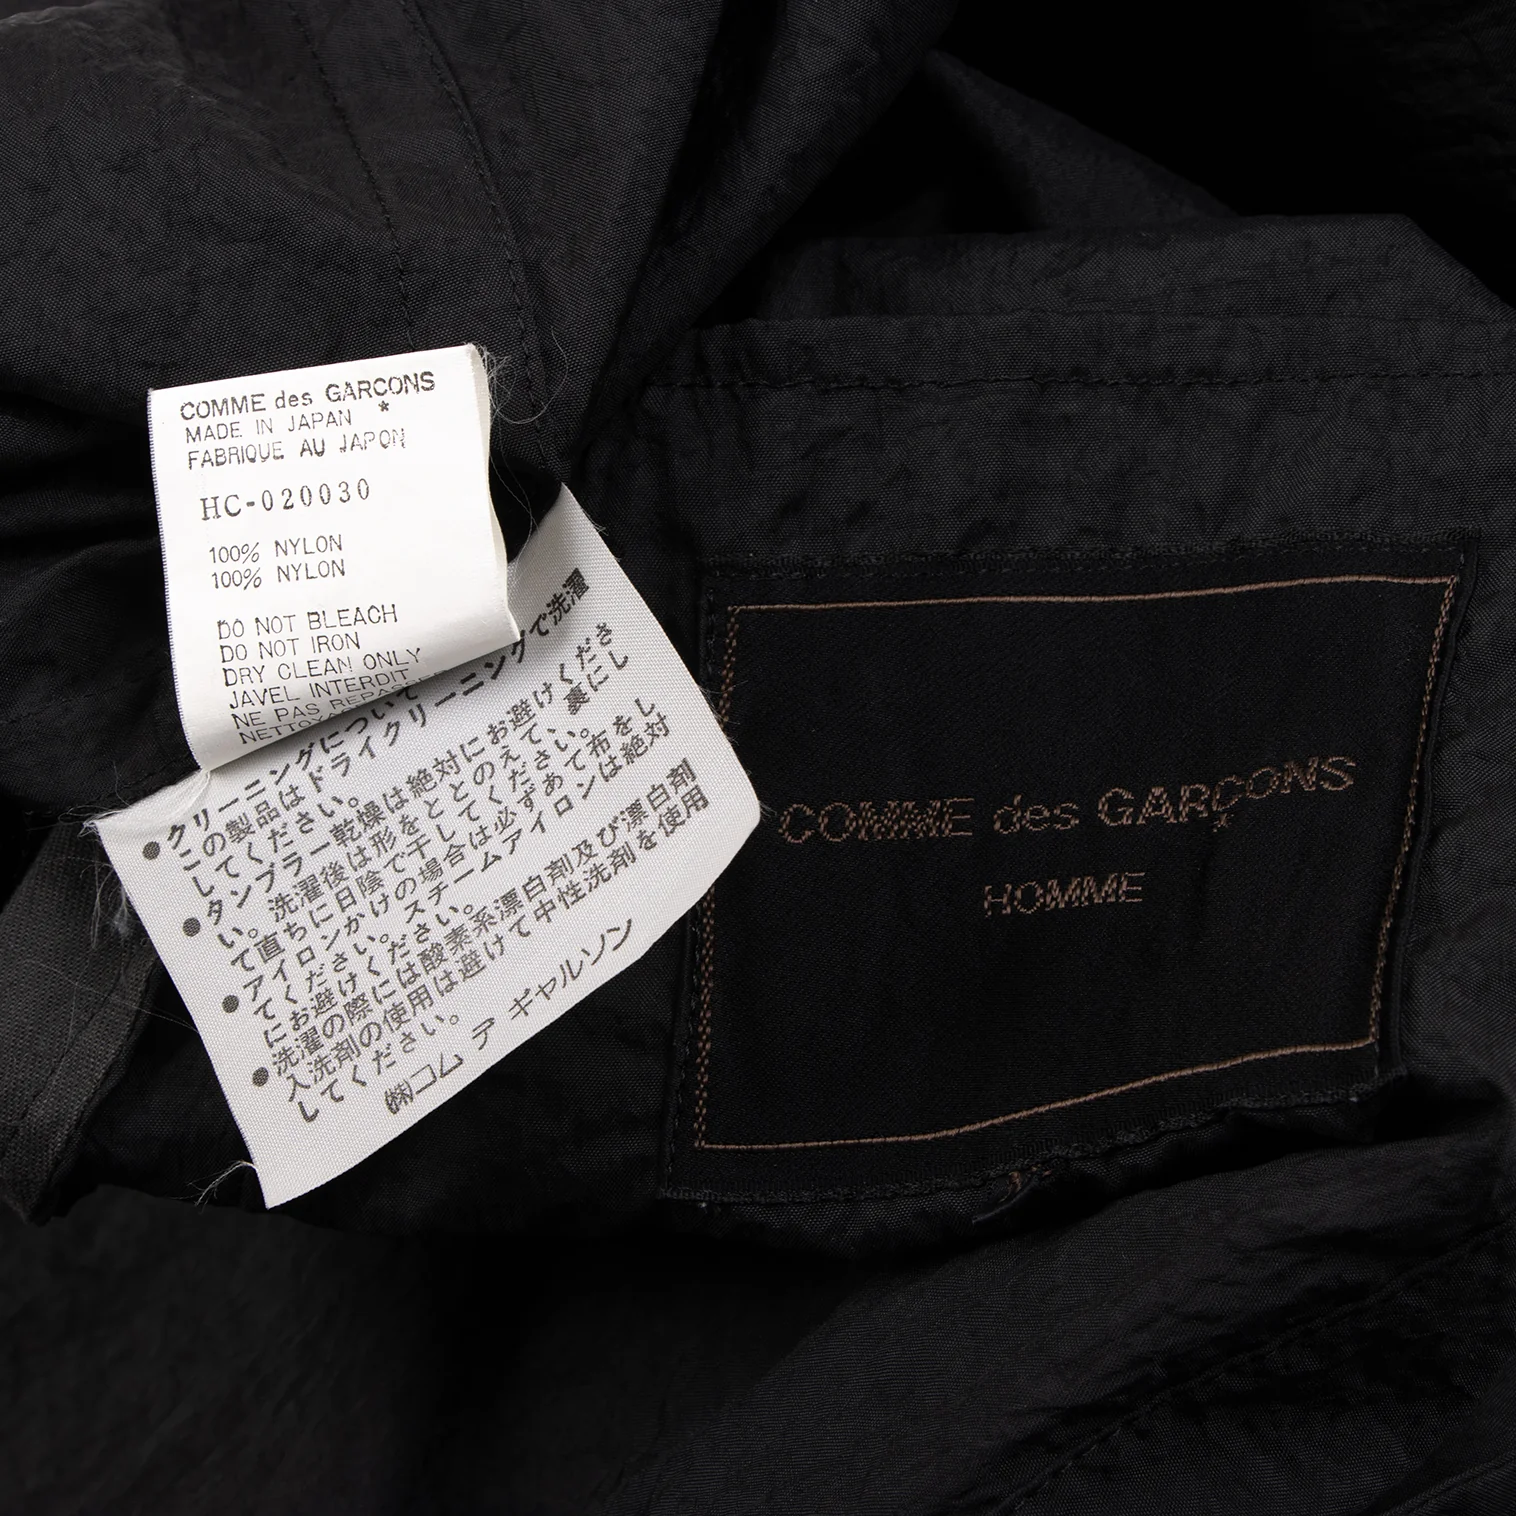 COMME des GARÇONS
*
MADE IN JAPAN
FABRIQUE AU JAPON
HC-020030
100% NYLON
100% NYLON
DO NOT BLEACH
DO NOT IRON
DRY CLEAN ONLY
JAVEL INTERDIT
NE PAS REPASSE
NETTOYA
●クリーニングについて
この製品はドライクリーニングで洗濯
してください。
●タンブラー乾燥は絶対にお避けくださ
い。洗濯後は形をととのえて、裏にし
て直ちに日陰で干してください。
●アイロンかけの場合は必ずあて布をし
てください。スチームアイロンは絶対
にお避けください。
●洗濯の際には酸素系漂白剤及び漂白剤
入洗剤の使用は避けて中性洗剤を使用
してください。
㈱コム デ ギャルソン
COMME des GARÇONS
HOMME